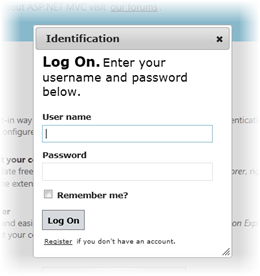 out ASP.NET MVC visit our forums .
Identification
Log On. Enter your
username and password
below.
User name
Password
Remember me?
Log On
Register if you don't have an account.